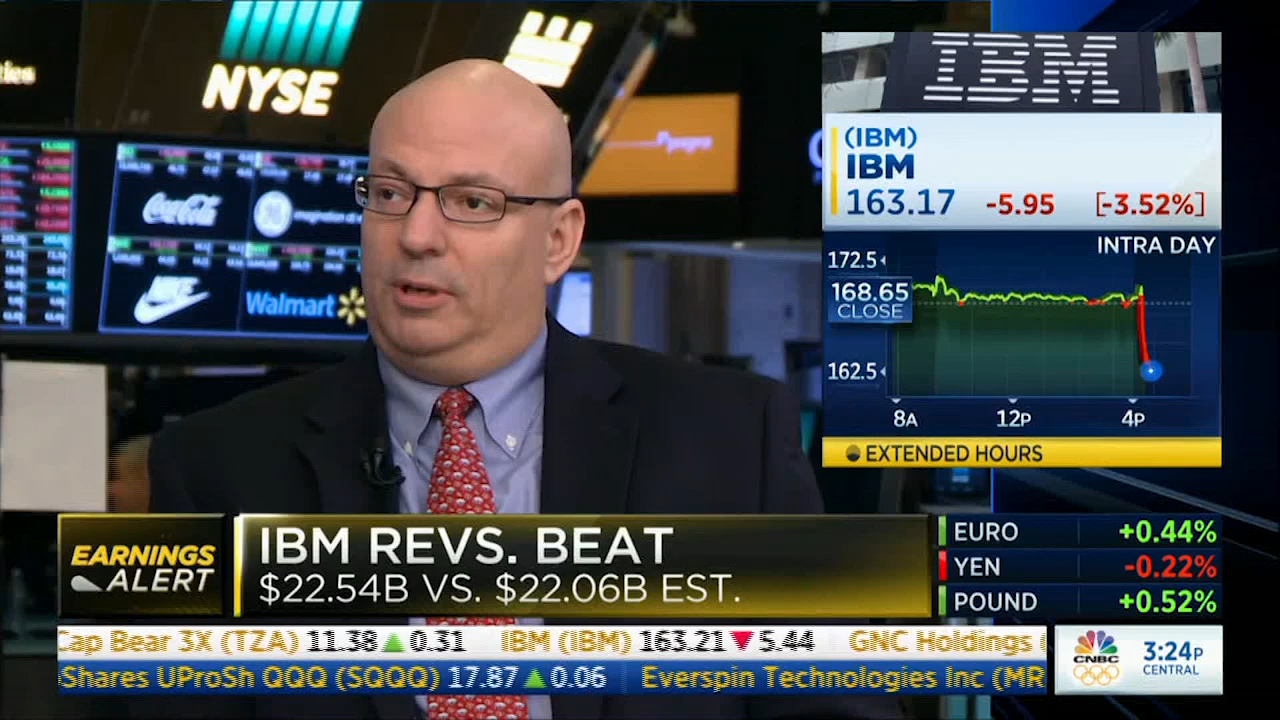 NYSE
Coca-Cola
NIKE
Walmart
IBM
(IBM)
IBM
163.17 -5.95 [-3.52%]
INTRA DAY
172.5
168.65
CLOSE
162.5
8A 12P 4P
EXTENDED HOURS
EARNINGS
ALERT
IBM REVS. BEAT
$22.54B VS. $22.06B EST.
EURO +0.44%
YEN -0.22%
POUND +0.52%
Cap Bear 3X (TZA) 11.38▲0.31 IBM (IBM) 163.21▼5.44 GNC Holdings (
Shares UProSh QQQ (SQQQ) 17.87▲0.06 Everspin Technologies Inc (MR
CNBC
3:24P
CENTRAL